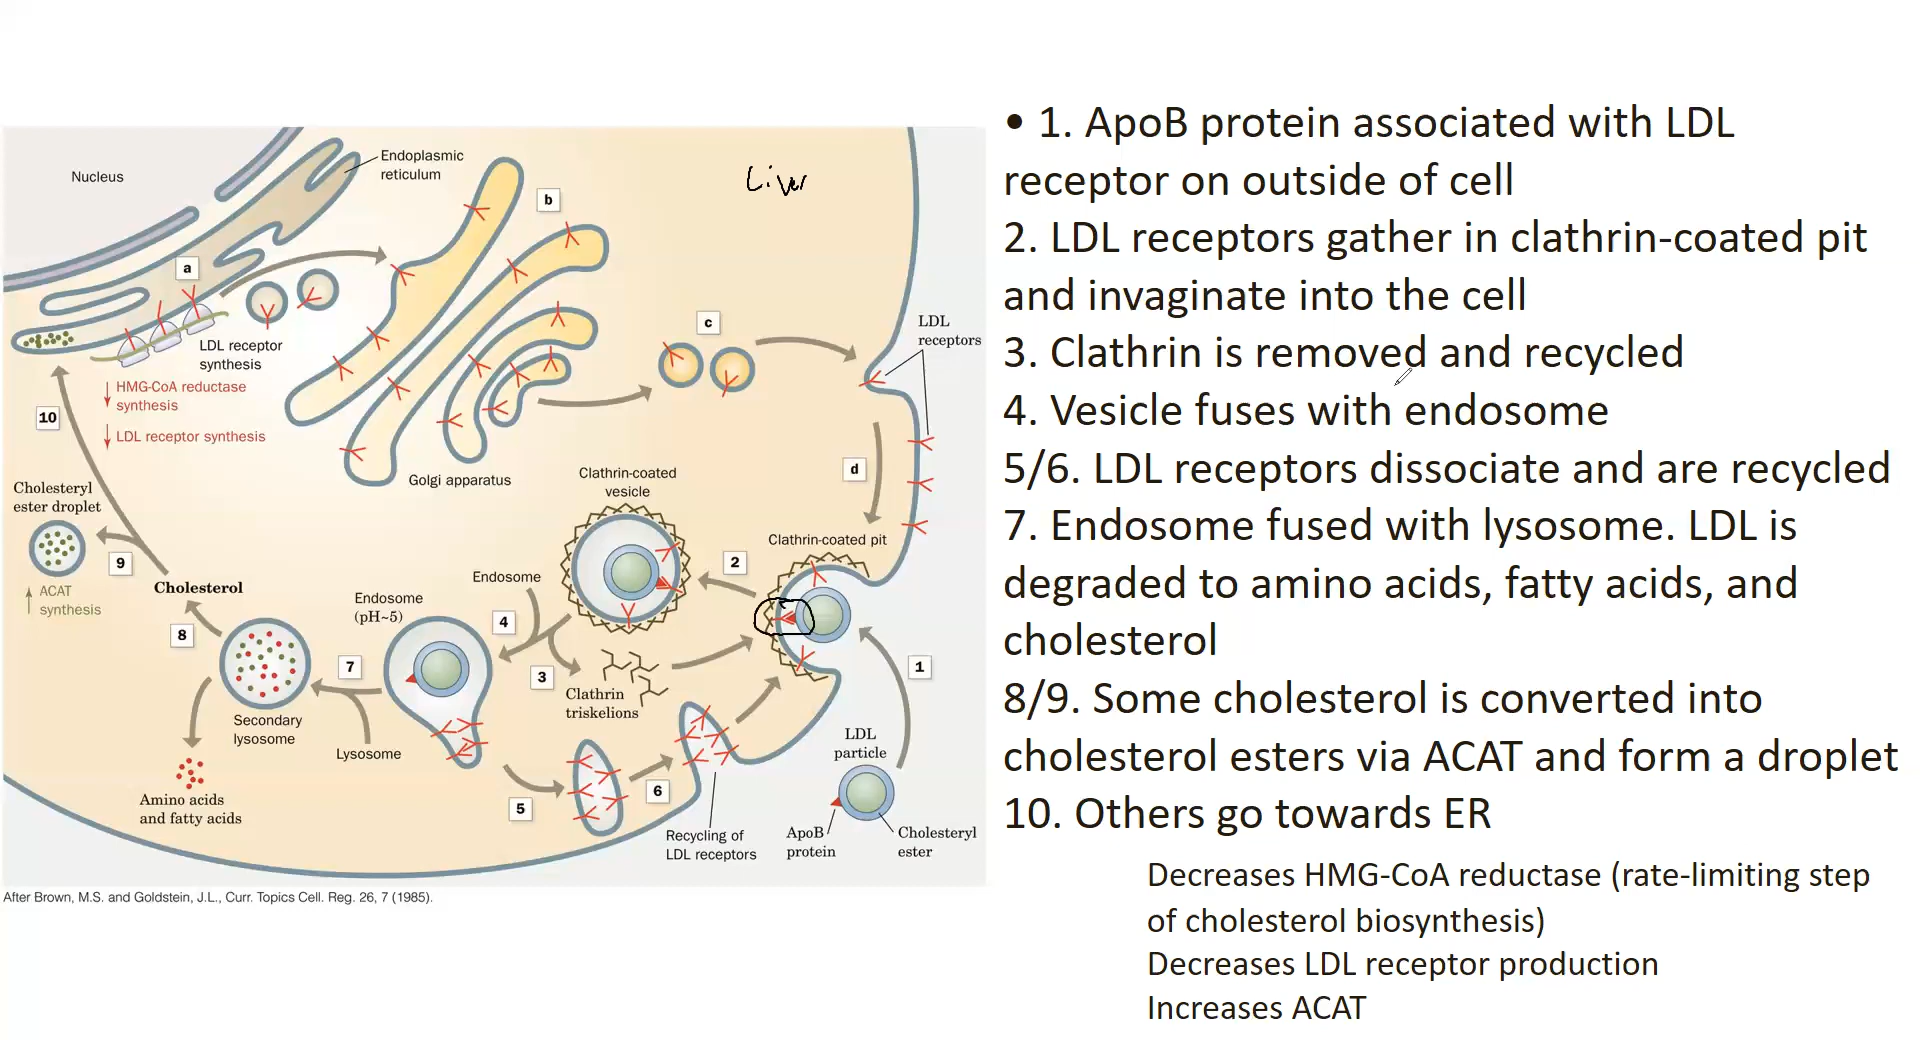 Nucleus
Endoplasmic
reticulum
Liver
b
a
LDL receptor
synthesis
c
LDL
receptors
HMG-CoA reductase
synthesis
LDL receptor synthesis
10
Golgi apparatus
d
Cholesteryl
ester droplet
Clathrin-coated
vesicle
Clathrin-coated pit
9
2
ACAT
synthesis
Cholesterol
Endosome
Endosome
(pH~5)
4
8
7
3
1
Clathrin
triskelions
Secondary
lysosome
Lysosome
LDL
particle
5
6
Amino acids
and fatty acids
Recycling of
LDL receptors
ApoB
protein
Cholesteryl
ester
After Brown, M.S. and Goldstein, J.L., Curr. Topics Cell. Reg. 26, 7 (1985).
• 1. ApoB protein associated with LDL
receptor on outside of cell
2. LDL receptors gather in clathrin-coated pit
and invaginate into the cell
3. Clathrin is removed and recycled
4. Vesicle fuses with endosome
5/6. LDL receptors dissociate and are recycled
7. Endosome fused with lysosome. LDL is
degraded to amino acids, fatty acids, and
cholesterol
8/9. Some cholesterol is converted into
cholesterol esters via ACAT and form a droplet
10. Others go towards ER
Decreases HMG-CoA reductase (rate-limiting step
of cholesterol biosynthesis)
Decreases LDL receptor production
Increases ACAT